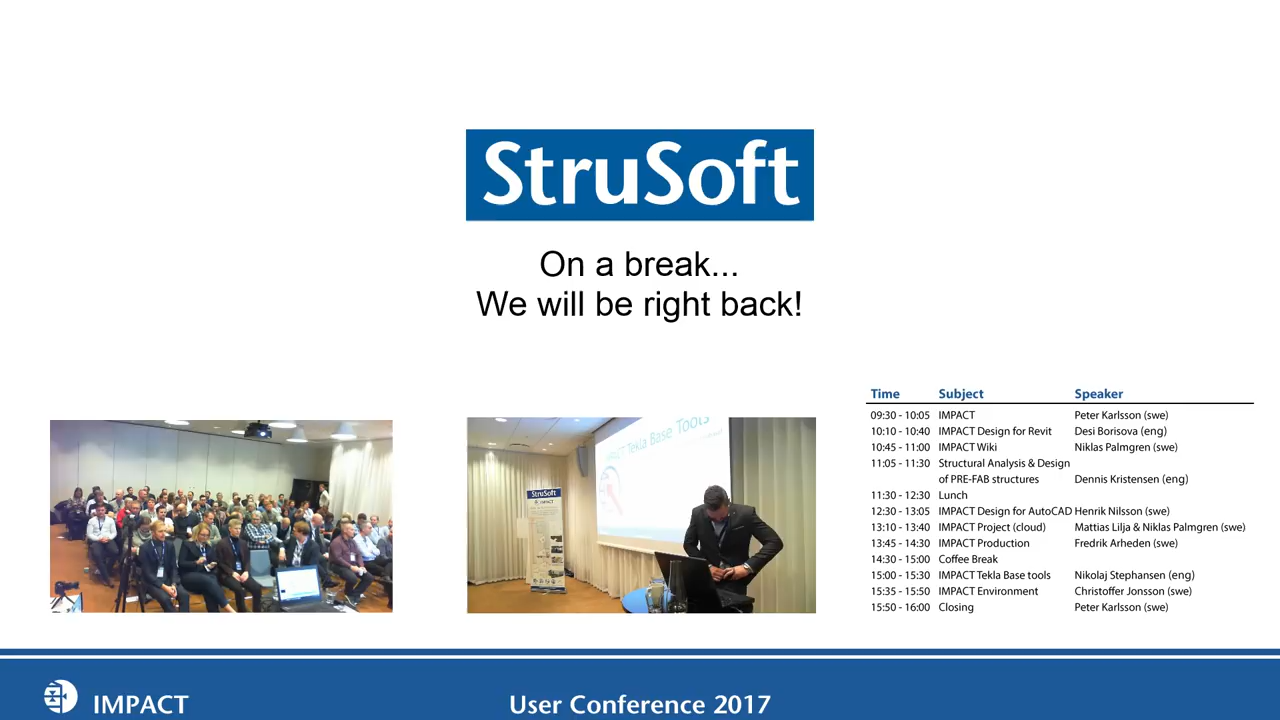 StruSoft
On a break...
We will be right back!
Time Subject Speaker
09:30 - 10:05 IMPACT Peter Karlsson (swe)
10:10 - 10:40 IMPACT Design for Revit Desi Borisova (eng)
10:45 - 11:00 IMPACT Wiki Niklas Palmgren (swe)
11:05 - 11:30 Structural Analysis & Design
of PRE-FAB structures Dennis Kristensen (eng)
11:30 - 12:30 Lunch
12:30 - 13:05 IMPACT Design for AutoCAD Henrik Nilsson (swe)
13:10 - 13:40 IMPACT Project (cloud) Mattias Lilja & Niklas Palmgren (swe)
13:45 - 14:30 IMPACT Production Fredrik Arheden (swe)
14:30 - 15:00 Coffee Break
15:00 - 15:30 IMPACT Tekla Base tools Nikolaj Stephansen (eng)
15:35 - 15:50 IMPACT Environment Christoffer Jonsson (swe)
15:50 - 16:00 Closing Peter Karlsson (swe)
IMPACT Tekla Base Tools
StruSoft
IMPACT
IMPACT
User Conference 2017